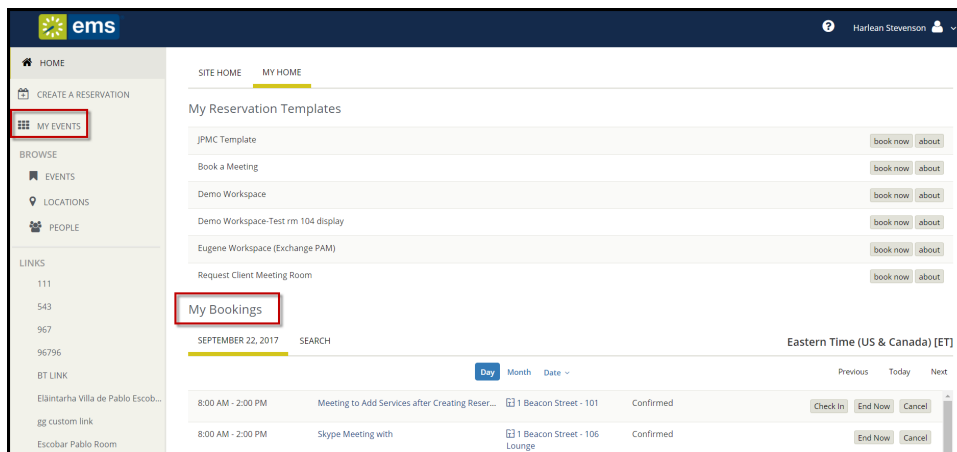 ems
Harlean Stevenson
HOME
CREATE A RESERVATION
MY EVENTS
BROWSE
EVENTS
LOCATIONS
PEOPLE
LINKS
111
543
967
96796
BT LINK
Eläintarha Villa de Pablo Escob...
gg custom link
Escobar Pablo Room
SITE HOME MY HOME
My Reservation Templates
JPMC Template book now about
Book a Meeting book now about
Demo Workspace book now about
Demo Workspace-Test rm 104 display book now about
Eugene Workspace (Exchange PAM) book now about
Request Client Meeting Room book now about
My Bookings
SEPTEMBER 22, 2017 SEARCH Eastern Time (US & Canada) [ET]
Day Month Date Previous Today Next
8:00 AM - 2:00 PM Meeting to Add Services after Creating Reser... 1 Beacon Street - 101 Confirmed Check In End Now Cancel
8:00 AM - 2:00 PM Skype Meeting with 1 Beacon Street - 106 Confirmed End Now Cancel
Lounge